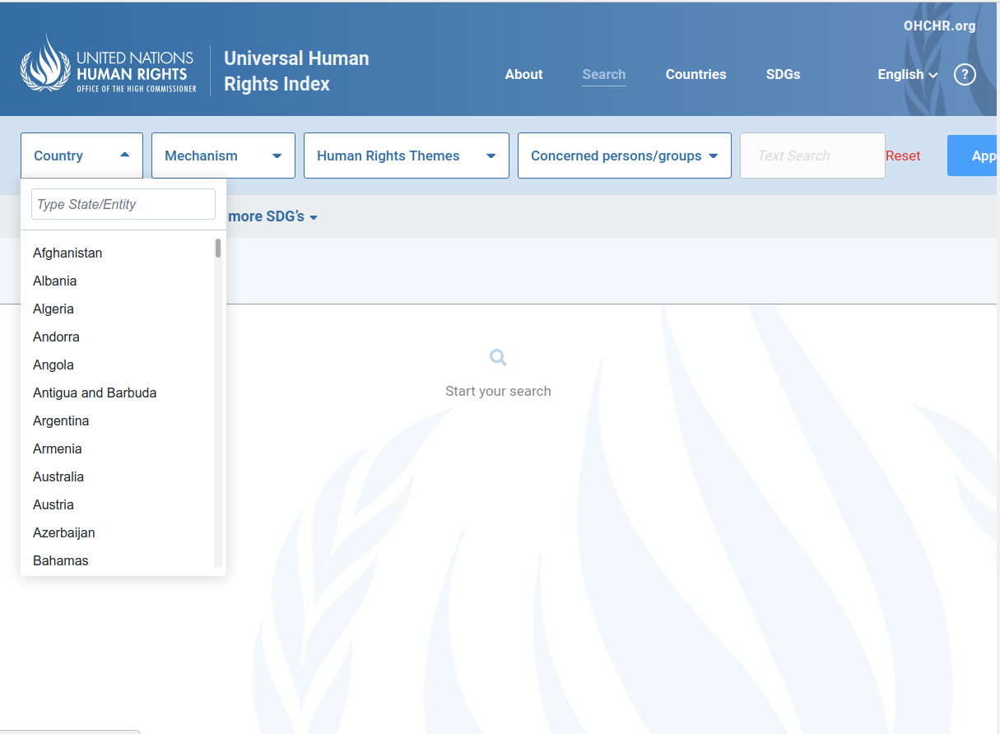 OHCHR.org
UNITED NATIONS
HUMAN RIGHTS
OFFICE OF THE HIGH COMMISSIONER
Universal Human
Rights Index
About
Search
Countries
SDGs
English
?
Country
Mechanism
Human Rights Themes
Concerned persons/groups
Text Search
Reset
App
Type State/Entity
more SDG’s
Afghanistan
Albania
Algeria
Andorra
Angola
Antigua and Barbuda
Argentina
Armenia
Australia
Austria
Azerbaijan
Bahamas
Start your search